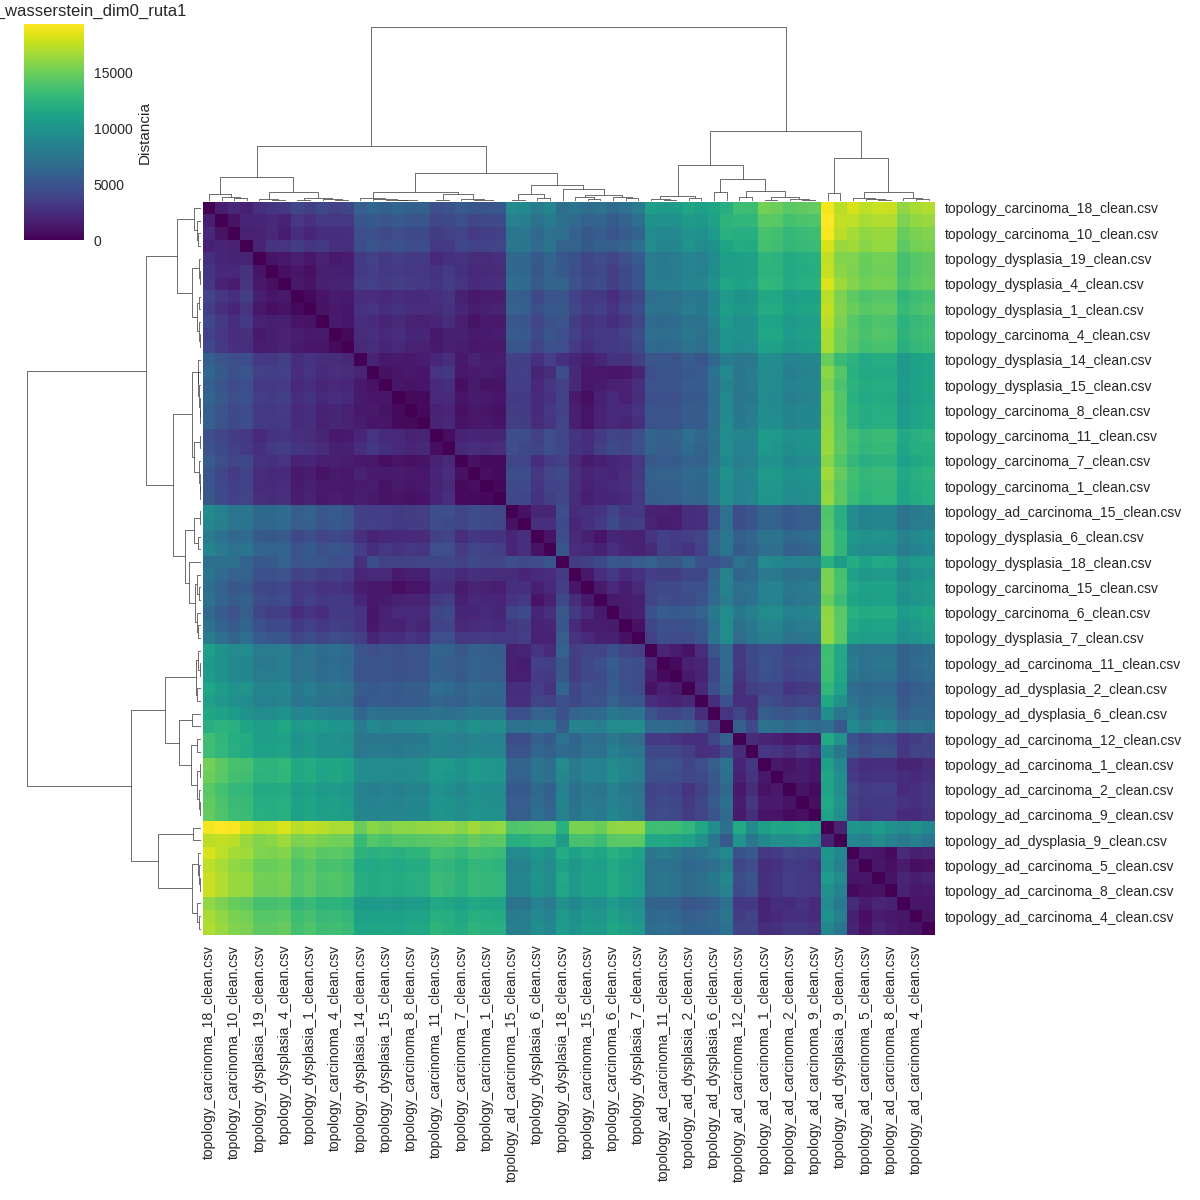 _wasserstein_dim0_ruta1
15000
10000
5000
0
Distancia
topology_carcinoma_18_clean.csv
topology_carcinoma_10_clean.csv
topology_dysplasia_19_clean.csv
topology_dysplasia_4_clean.csv
topology_dysplasia_1_clean.csv
topology_carcinoma_4_clean.csv
topology_dysplasia_14_clean.csv
topology_dysplasia_15_clean.csv
topology_carcinoma_8_clean.csv
topology_carcinoma_11_clean.csv
topology_carcinoma_7_clean.csv
topology_carcinoma_1_clean.csv
topology_ad_carcinoma_15_clean.csv
topology_dysplasia_6_clean.csv
topology_dysplasia_18_clean.csv
topology_carcinoma_15_clean.csv
topology_carcinoma_6_clean.csv
topology_dysplasia_7_clean.csv
topology_ad_carcinoma_11_clean.csv
topology_ad_dysplasia_2_clean.csv
topology_ad_dysplasia_6_clean.csv
topology_ad_carcinoma_12_clean.csv
topology_ad_carcinoma_1_clean.csv
topology_ad_carcinoma_2_clean.csv
topology_ad_carcinoma_9_clean.csv
topology_ad_dysplasia_9_clean.csv
topology_ad_carcinoma_5_clean.csv
topology_ad_carcinoma_8_clean.csv
topology_ad_carcinoma_4_clean.csv
topology_carcinoma_18_clean.csv
topology_carcinoma_10_clean.csv
topology_dysplasia_19_clean.csv
topology_dysplasia_4_clean.csv
topology_dysplasia_1_clean.csv
topology_carcinoma_4_clean.csv
topology_dysplasia_14_clean.csv
topology_dysplasia_15_clean.csv
topology_carcinoma_8_clean.csv
topology_carcinoma_11_clean.csv
topology_carcinoma_7_clean.csv
topology_carcinoma_1_clean.csv
topology_ad_carcinoma_15_clean.csv
topology_dysplasia_6_clean.csv
topology_dysplasia_18_clean.csv
topology_carcinoma_15_clean.csv
topology_carcinoma_6_clean.csv
topology_dysplasia_7_clean.csv
topology_ad_carcinoma_11_clean.csv
topology_ad_dysplasia_2_clean.csv
topology_ad_dysplasia_6_clean.csv
topology_ad_carcinoma_12_clean.csv
topology_ad_carcinoma_1_clean.csv
topology_ad_carcinoma_2_clean.csv
topology_ad_carcinoma_9_clean.csv
topology_ad_dysplasia_9_clean.csv
topology_ad_carcinoma_5_clean.csv
topology_ad_carcinoma_8_clean.csv
topology_ad_carcinoma_4_clean.csv